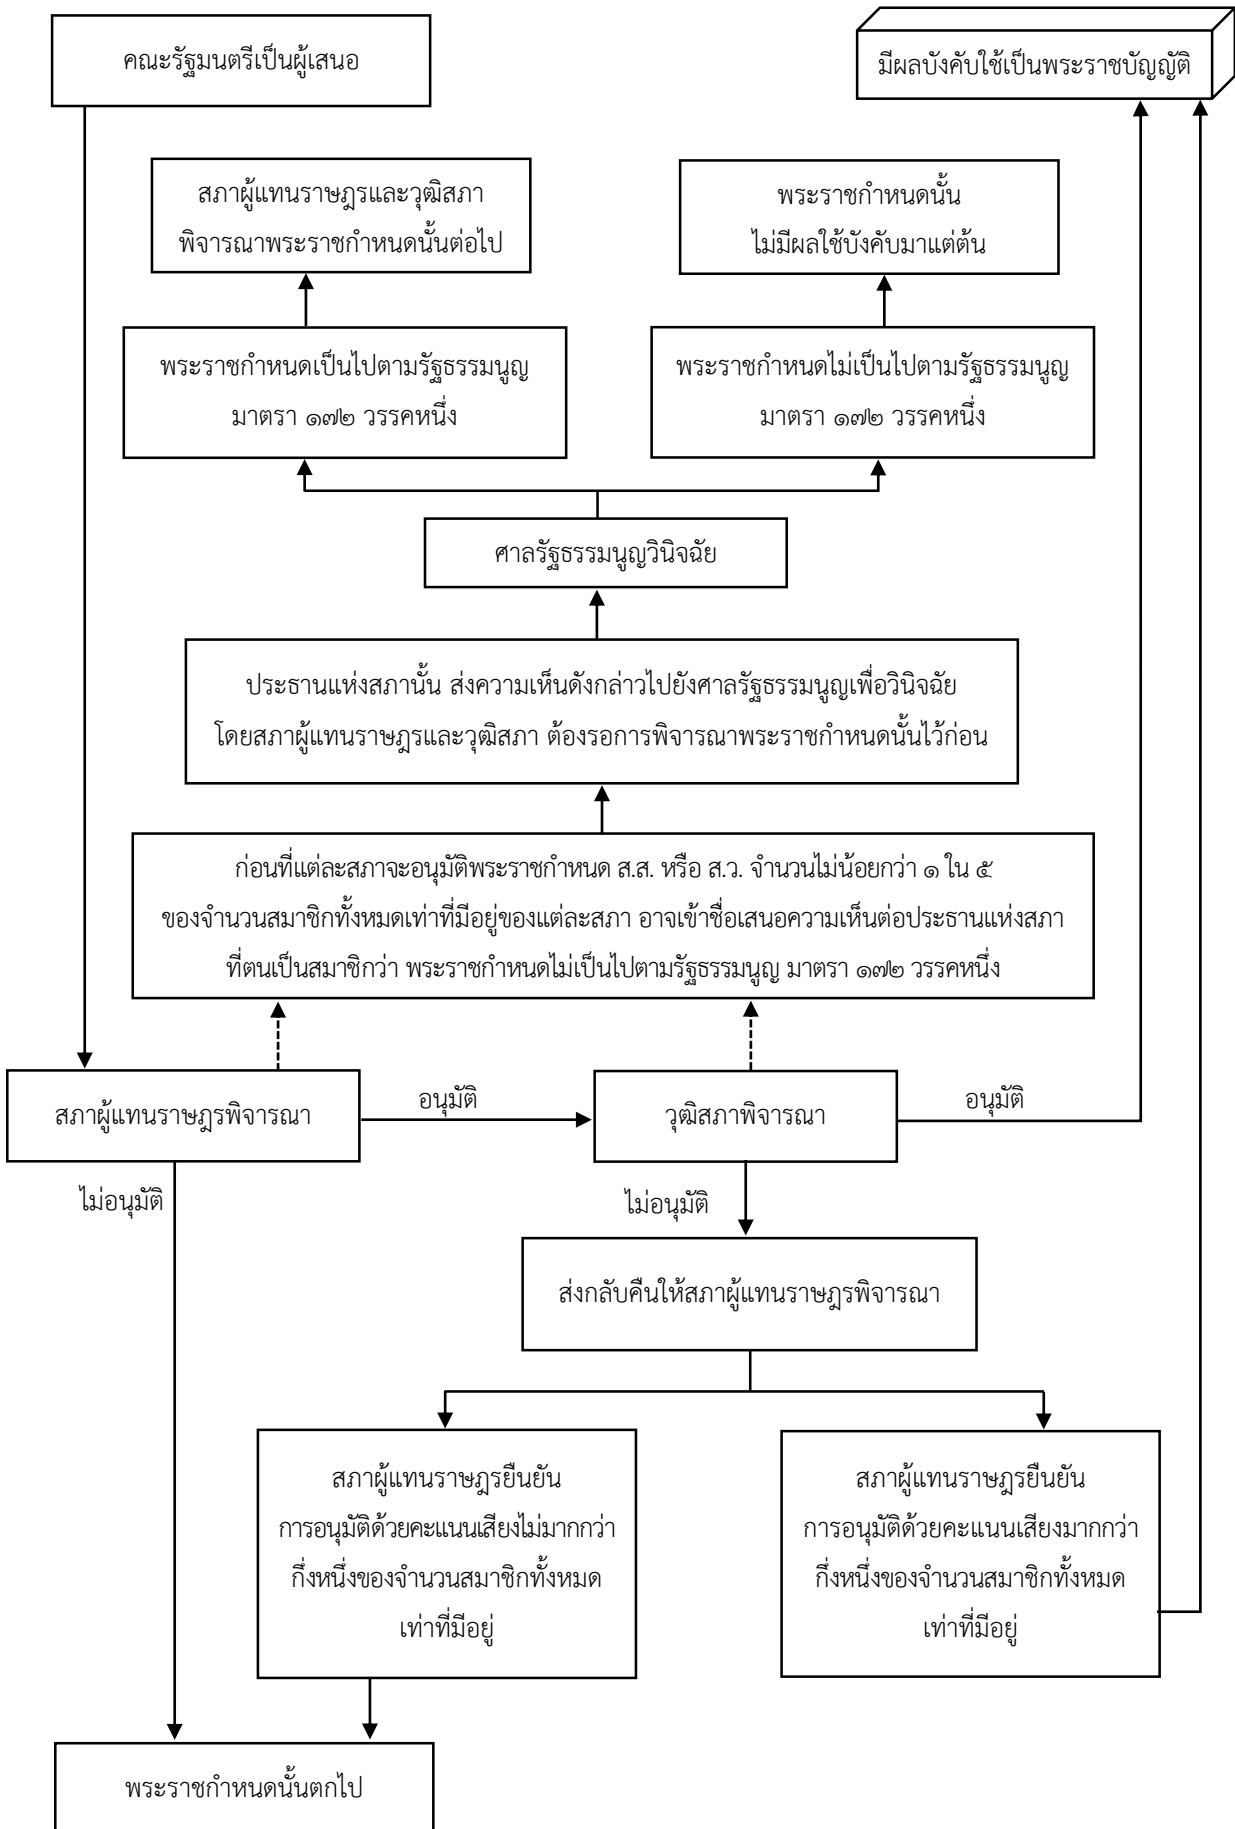 คณะรัฐมนตรีเป็นผู้เสนอ
มีผลบังคับใช้เป็นพระราชบัญญัติ
สภาผู้แทนราษฎรและวุฒิสภา
พิจารณาพระราชกำหนดนั้นต่อไป
พระราชกำหนดนั้น
ไม่มีผลใช้บังคับมาแต่ต้น
พระราชกำหนดเป็นไปตามรัฐธรรมนูญ
มาตรา ๑๗๒ วรรคหนึ่ง
พระราชกำหนดไม่เป็นไปตามรัฐธรรมนูญ
มาตรา ๑๗๒ วรรคหนึ่ง
ศาลรัฐธรรมนูญวินิจฉัย
ประธานแห่งสภานั้น ส่งความเห็นดังกล่าวไปยังศาลรัฐธรรมนูญเพื่อวินิจฉัย
โดยสภาผู้แทนราษฎรและวุฒิสภา ต้องรอการพิจารณาพระราชกำหนดนั้นไว้ก่อน
ก่อนที่แต่ละสภาจะอนุมัติพระราชกำหนด ส.ส. หรือ ส.ว. จำนวนไม่น้อยกว่า ๑ ใน ๕
ของจำนวนสมาชิกทั้งหมดเท่าที่มีอยู่ของแต่ละสภา อาจเข้าชื่อเสนอความเห็นต่อประธานแห่งสภา
ที่ตนเป็นสมาชิกว่า พระราชกำหนดไม่เป็นไปตามรัฐธรรมนูญ มาตรา ๑๗๒ วรรคหนึ่ง
สภาผู้แทนราษฎรพิจารณา
อนุมัติ
วุฒิสภาพิจารณา
อนุมัติ
ไม่อนุมัติ
ไม่อนุมัติ
ส่งกลับคืนให้สภาผู้แทนราษฎรพิจารณา
สภาผู้แทนราษฎรยืนยัน
การอนุมัติด้วยคะแนนเสียงไม่มากกว่า
กึ่งหนึ่งของจำนวนสมาชิกทั้งหมด
เท่าที่มีอยู่
สภาผู้แทนราษฎรยืนยัน
การอนุมัติด้วยคะแนนเสียงมากกว่า
กึ่งหนึ่งของจำนวนสมาชิกทั้งหมด
เท่าที่มีอยู่
พระราชกำหนดนั้นตกไป